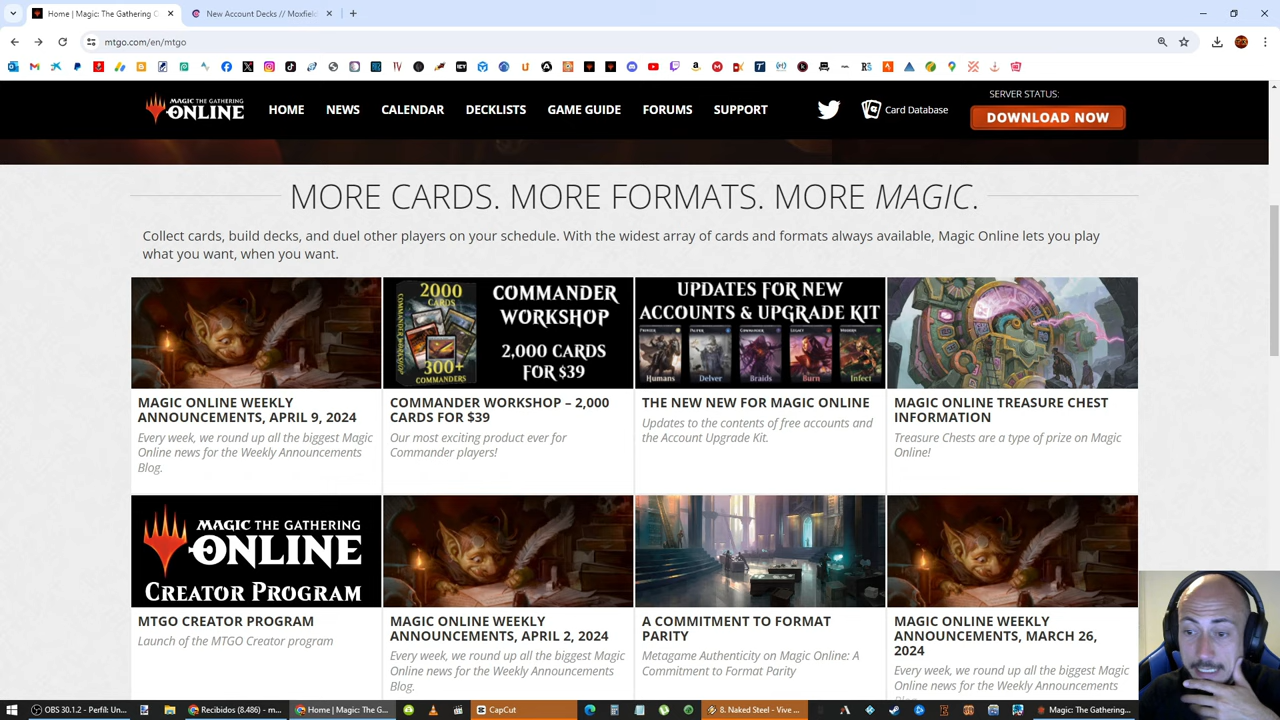 Home | Magic: The Gathering O
New Account Decks // Moxfield
mtgo.com/en/mtgo
MAGIC THE GATHERING
ONLINE
HOME
NEWS
CALENDAR
DECKLISTS
GAME GUIDE
FORUMS
SUPPORT
Card Database
SERVER STATUS:
DOWNLOAD NOW
MORE CARDS. MORE FORMATS. MORE MAGIC.
Collect cards, build decks, and duel other players on your schedule. With the widest array of cards and formats always available, Magic Online lets you play
what you want, when you want.
2000
CARDS
COMMANDER WORKSHOP
300+
COMMANDERS
COMMANDER
WORKSHOP
2,000 CARDS
FOR $39
UPDATES FOR NEW
ACCOUNTS & UPGRADE KIT
PIONEER
PAUPER
COMMANDER
LEGACY
MODERN
Humans
Delver
Braids
Burn
Infect
MAGIC ONLINE WEEKLY
ANNOUNCEMENTS, APRIL 9, 2024
Every week, we round up all the biggest Magic
Online news for the Weekly Announcements
Blog.
COMMANDER WORKSHOP – 2,000
CARDS FOR $39
Our most exciting product ever for
Commander players!
THE NEW NEW FOR MAGIC ONLINE
Updates to the contents of free accounts and
the Account Upgrade Kit.
MAGIC ONLINE TREASURE CHEST
INFORMATION
Treasure Chests are a type of prize on Magic
Online!
MAGIC THE GATHERING
ONLINE
CREATOR PROGRAM
MTGO CREATOR PROGRAM
Launch of the MTGO Creator program
MAGIC ONLINE WEEKLY
ANNOUNCEMENTS, APRIL 2, 2024
Every week, we round up all the biggest Magic
Online news for the Weekly Announcements
Blog.
A COMMITMENT TO FORMAT
PARITY
Metagame Authenticity on Magic Online: A
Commitment to Format Parity
MAGIC ONLINE WEEKLY
ANNOUNCEMENTS, MARCH 26,
2024
Every week, we round up all the biggest Magic
Online news for the Weekly Announcements
Blog.
OBS 30.1.2 - Perfil: Un...
Recibidos (8.486) - m...
Home | Magic: The G...
CapCut
8. Naked Steel - Vive ...
Magic: The Gathering...